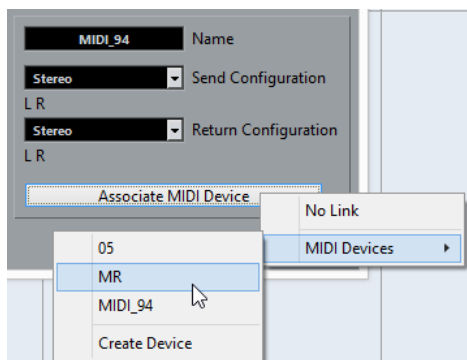 MIDI_94 Name
Stereo Send Configuration
L R
Stereo Return Configuration
L R
Associate MIDI Device
No Link
MIDI Devices
05
MR
MIDI_94
Create Device